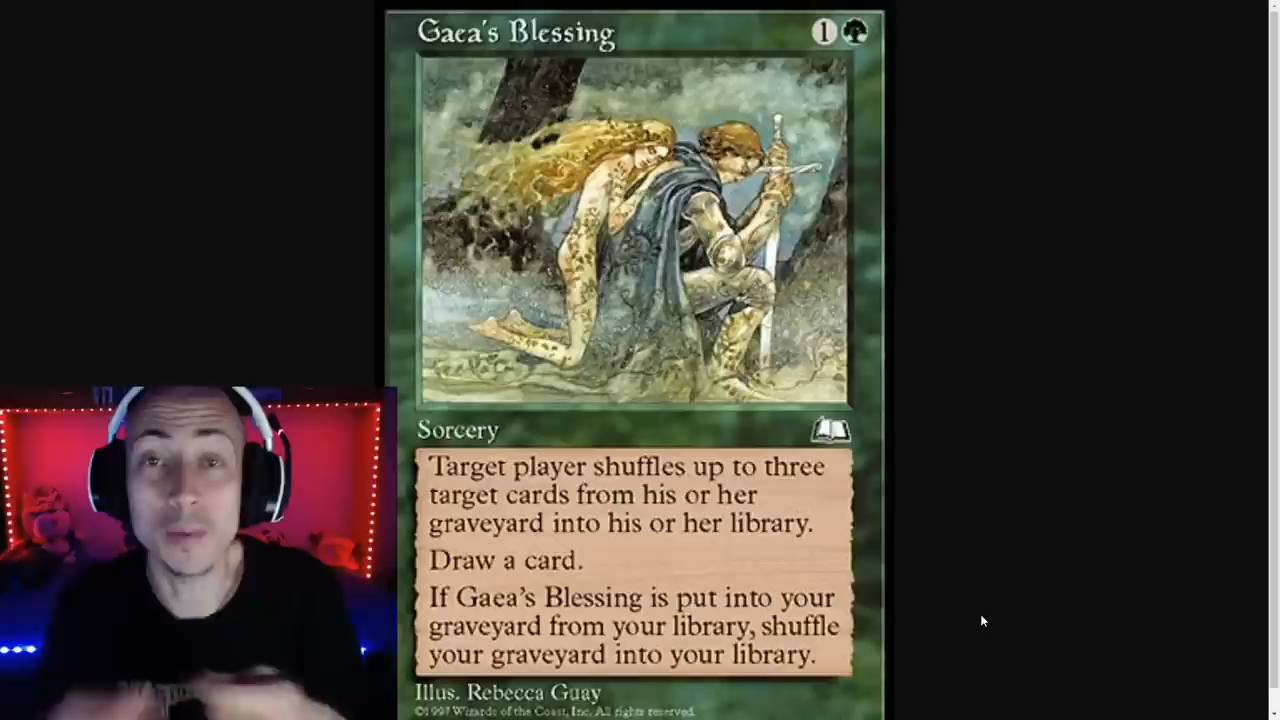 Gaea's Blessing
1
Sorcery
Target player shuffles up to three
target cards from his or her
graveyard into his or her library.
Draw a card.
If Gaea's Blessing is put into your
graveyard from your library, shuffle
your graveyard into your library.
Illus. Rebecca Guay
©1997 Wizards of the Coast, Inc. All rights reserved.